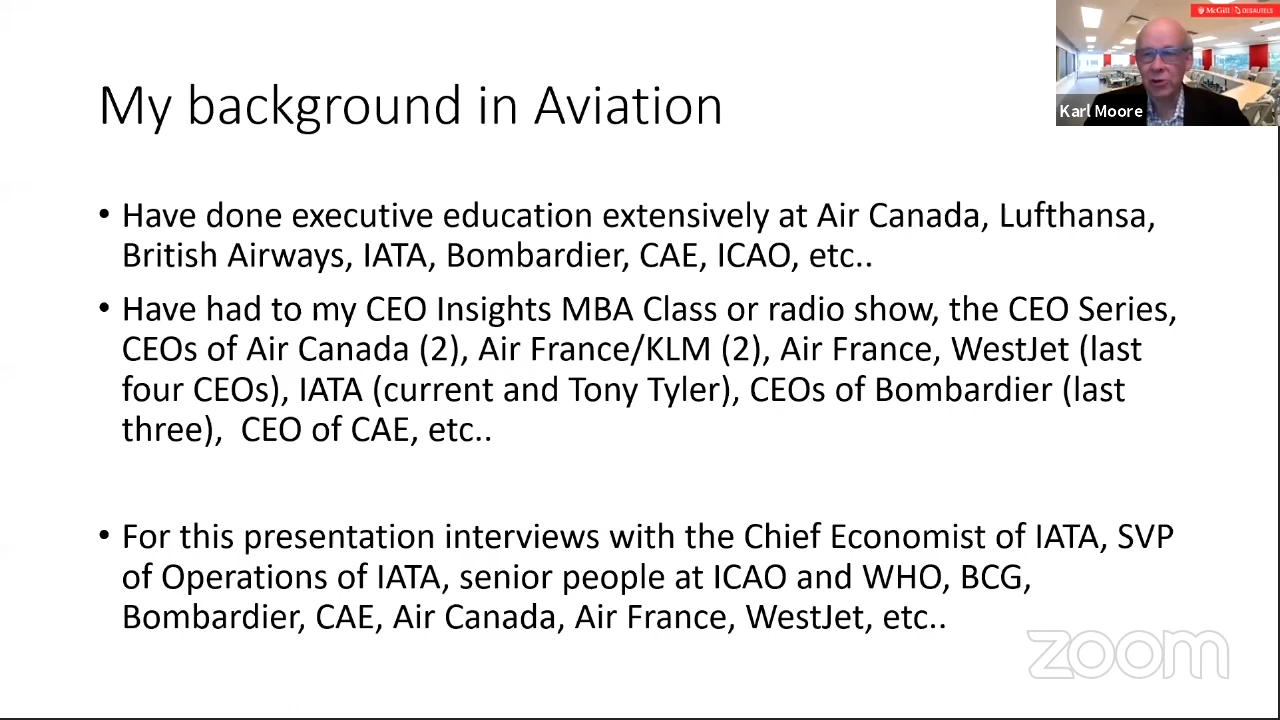 McGill DESAUTELS
Karl Moore
My background in Aviation
• Have done executive education extensively at Air Canada, Lufthansa,
British Airways, IATA, Bombardier, CAE, ICAO, etc..
• Have had to my CEO Insights MBA Class or radio show, the CEO Series,
CEOs of Air Canada (2), Air France/KLM (2), Air France, WestJet (last
four CEOs), IATA (current and Tony Tyler), CEOs of Bombardier (last
three),  CEO of CAE, etc..
• For this presentation interviews with the Chief Economist of IATA, SVP
of Operations of IATA, senior people at ICAO and WHO, BCG,
Bombardier, CAE, Air Canada, Air France, WestJet, etc..
zoom